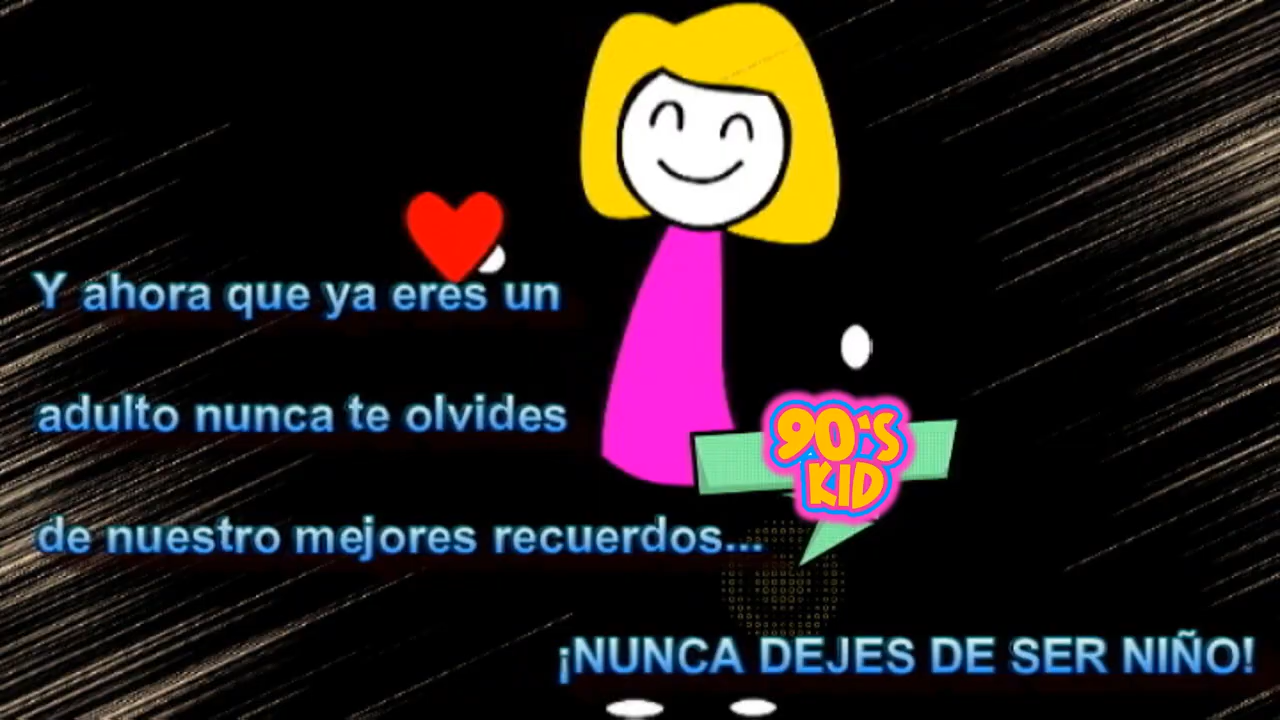 Y ahora que ya eres un
adulto nunca te olvides
90's
KID
de nuestro mejores recuerdos...
¡NUNCA DEJES DE SER NIÑO!